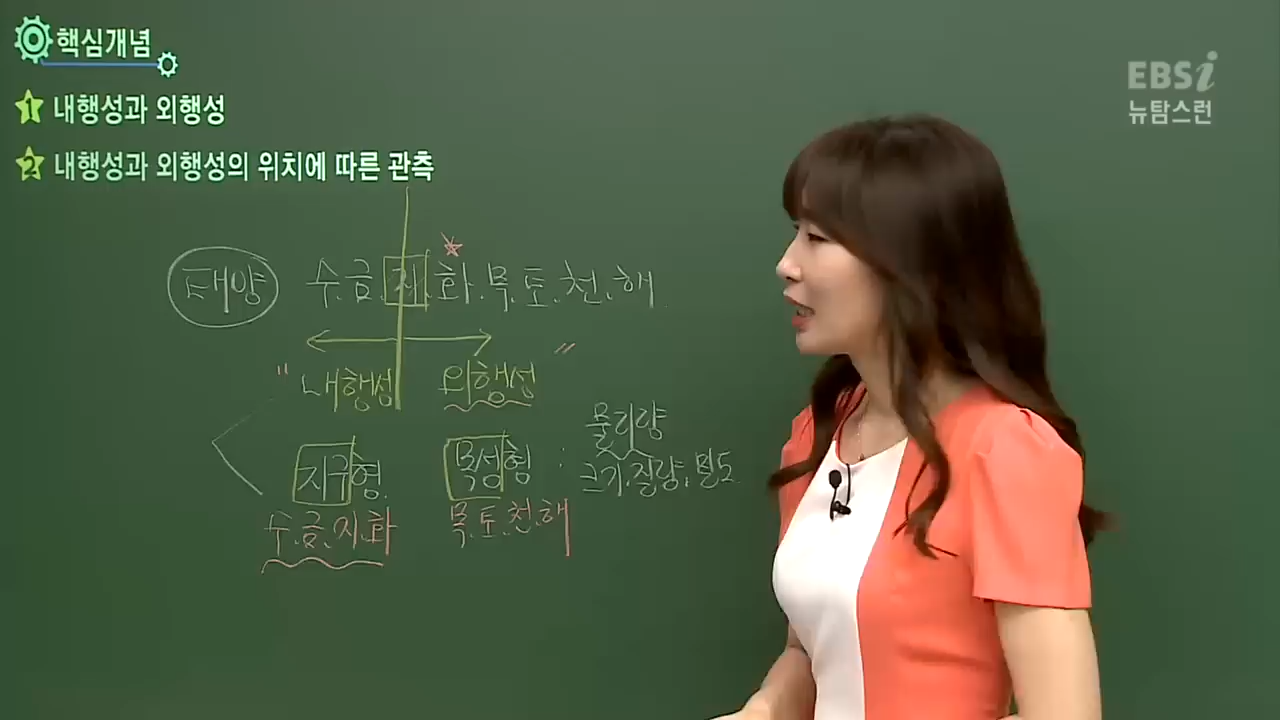 핵심개념
EBSi
뉴탐스런
1 내행성과 외행성
2 내행성과 외행성의 위치에 따른 관측
태양 수.금.지.화.목.토.천.해
" 내행성 외행성 "
지구형 목성형 : 물리량
크기.질량.밀도
수.금.지.화 목.토.천.해